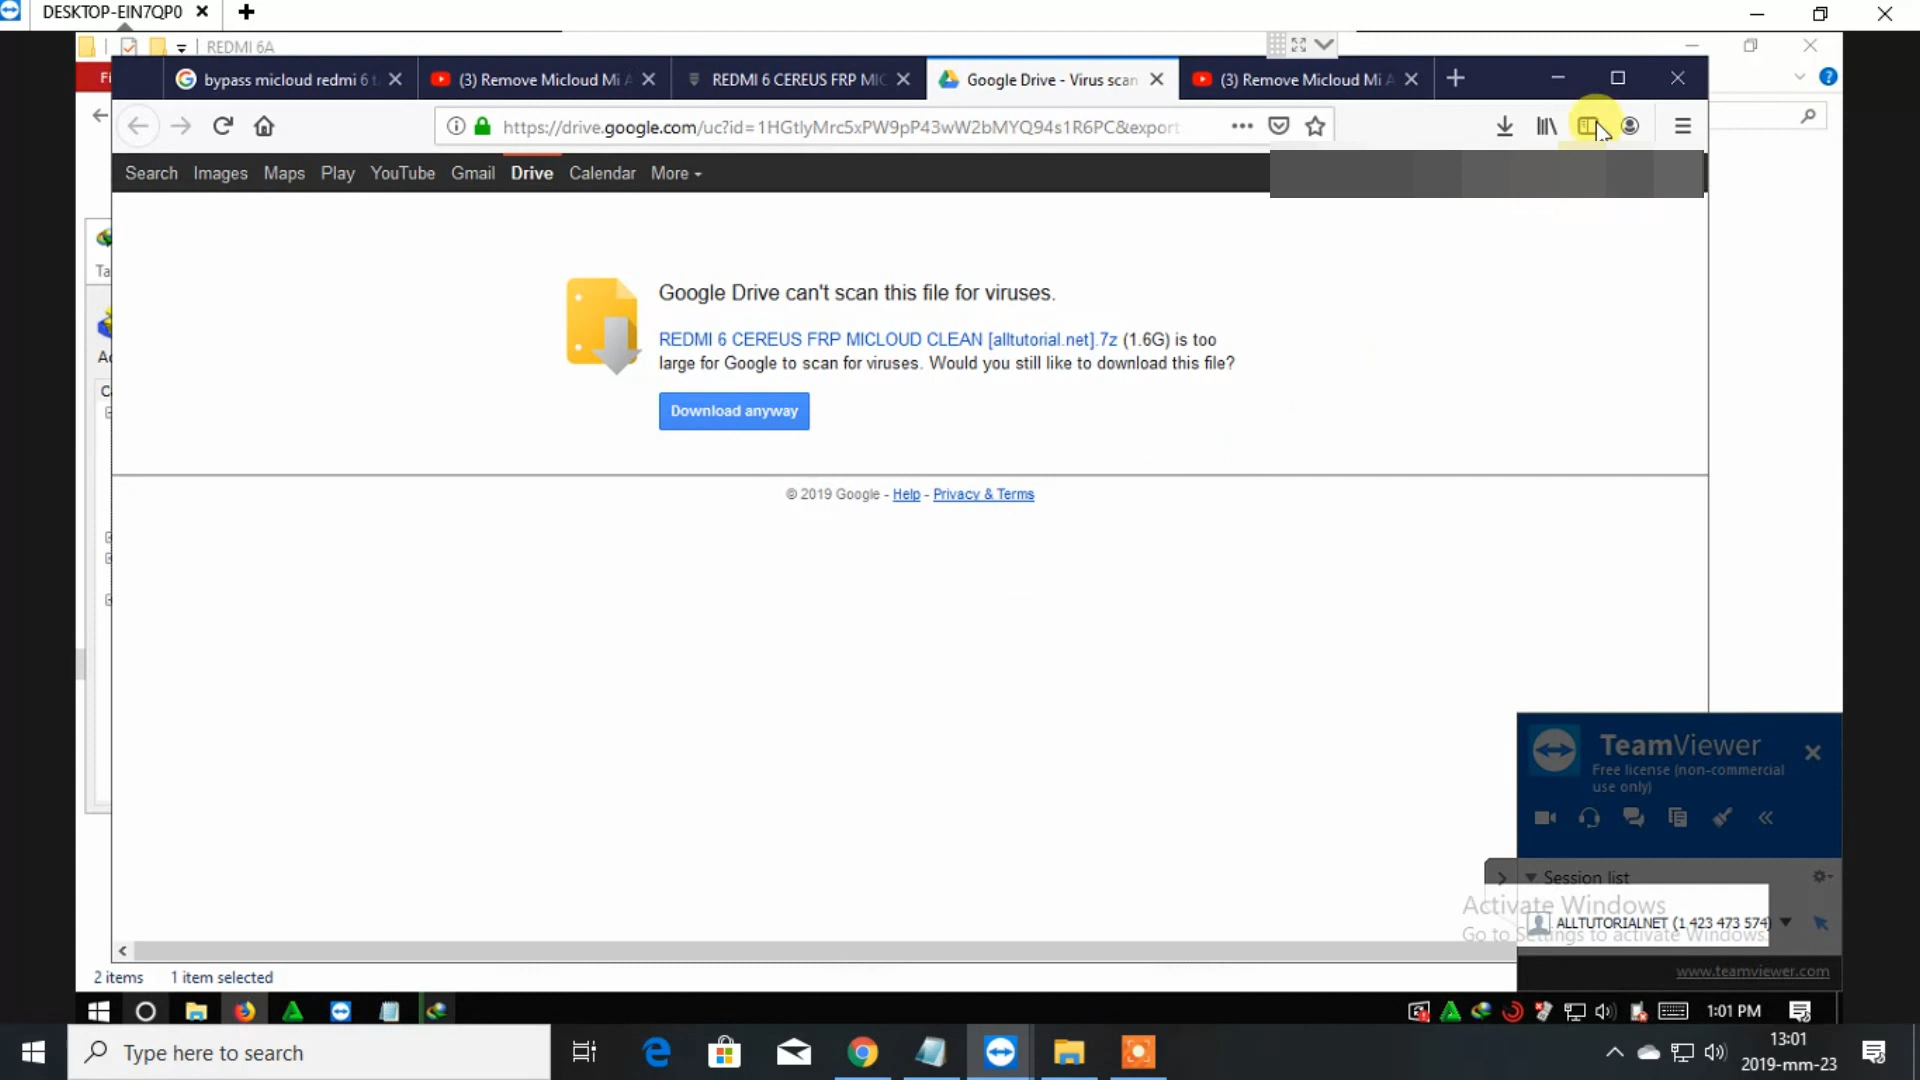 DESKTOP-EIN7QP0
REDMI 6A
bypass micloud redmi 6
(3) Remove Micloud Mi A
REDMI 6 CEREUS FRP MIC
Google Drive - Virus scan
(3) Remove Micloud Mi A
https://drive.google.com/uc?id=1HGtlyMrc5xPW9pP43wW2bMYQ94s1R6PC&export
Search Images Maps Play YouTube Gmail Drive Calendar More
Google Drive can't scan this file for viruses.
REDMI 6 CEREUS FRP MICLOUD CLEAN [alltutorial.net].7z (1.6G) is too
large for Google to scan for viruses. Would you still like to download this file?
Download anyway
© 2019 Google - Help - Privacy & Terms
TeamViewer
Free license (non-commercial
use only)
Session list
Activate Windows
ALLTUTORIALNET (1 423 473 574)
Go to Settings to activate Windows.
www.teamviewer.com
2 items 1 item selected
1:01 PM
Type here to search
13:01
2019-mm-23